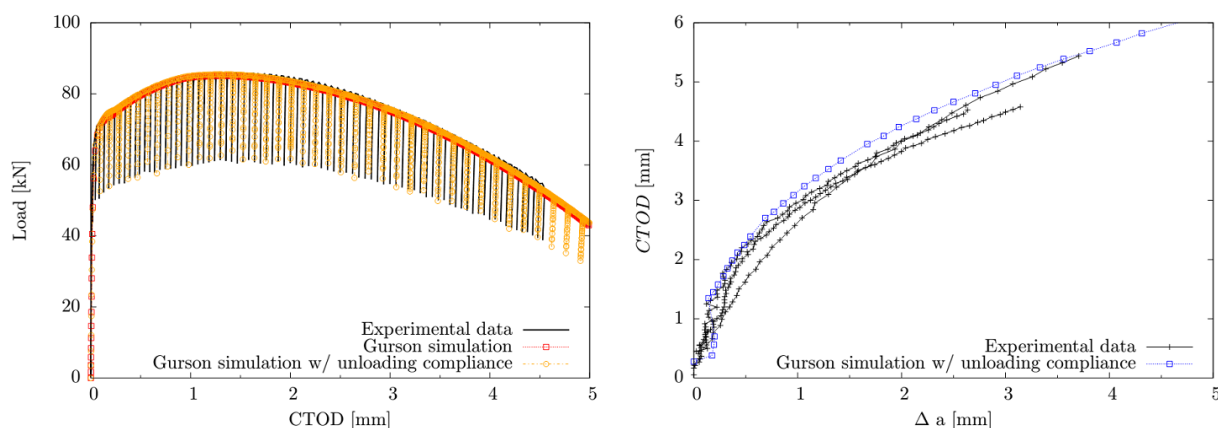 100
80
60
40
20
0
Load [kN]
0 1 2 3 4 5
CTOD [mm]
Experimental data
Gurson simulation
Gurson simulation w/ unloading compliance
6
5
4
3
2
1
0
CTOD [mm]
0 1 2 3 4 5
Δ a [mm]
Experimental data
Gurson simulation w/ unloading compliance